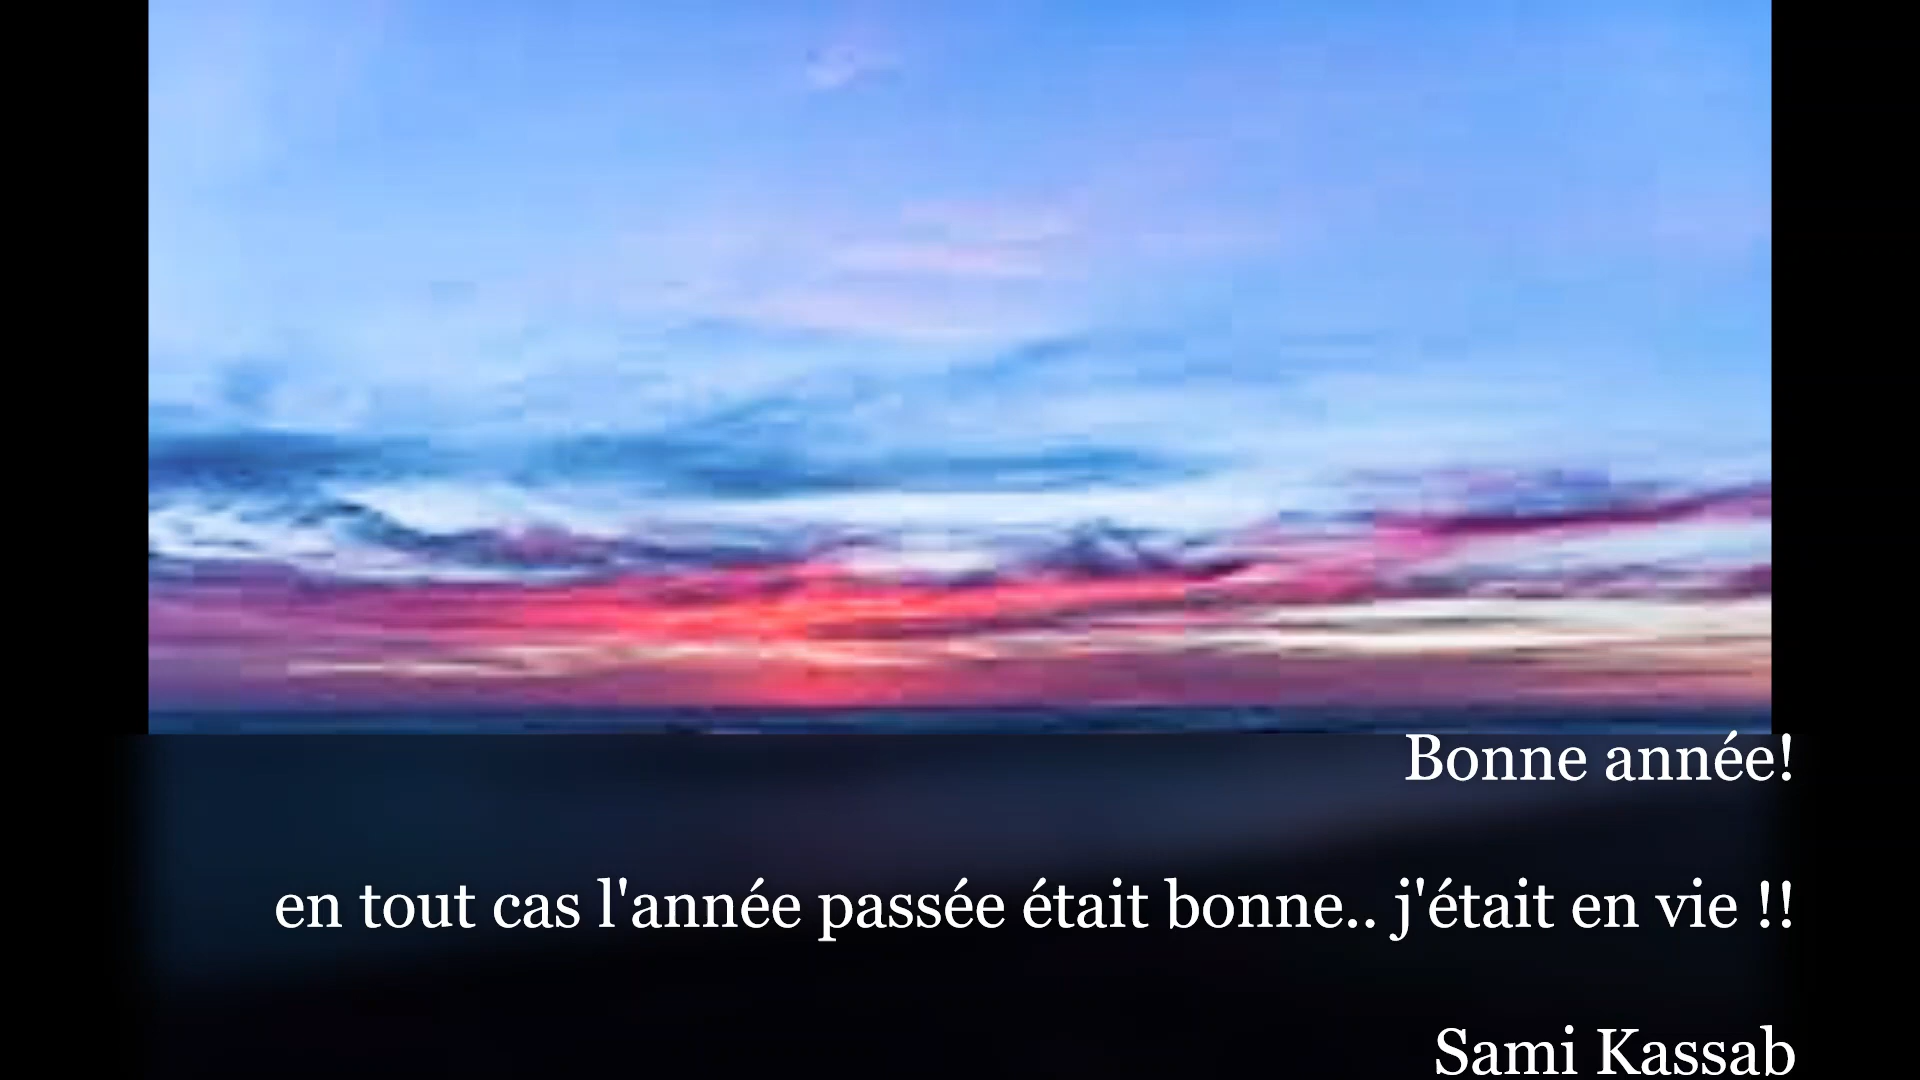 Bonne année!
en tout cas l'année passée était bonne.. j'était en vie !!
Sami Kassab